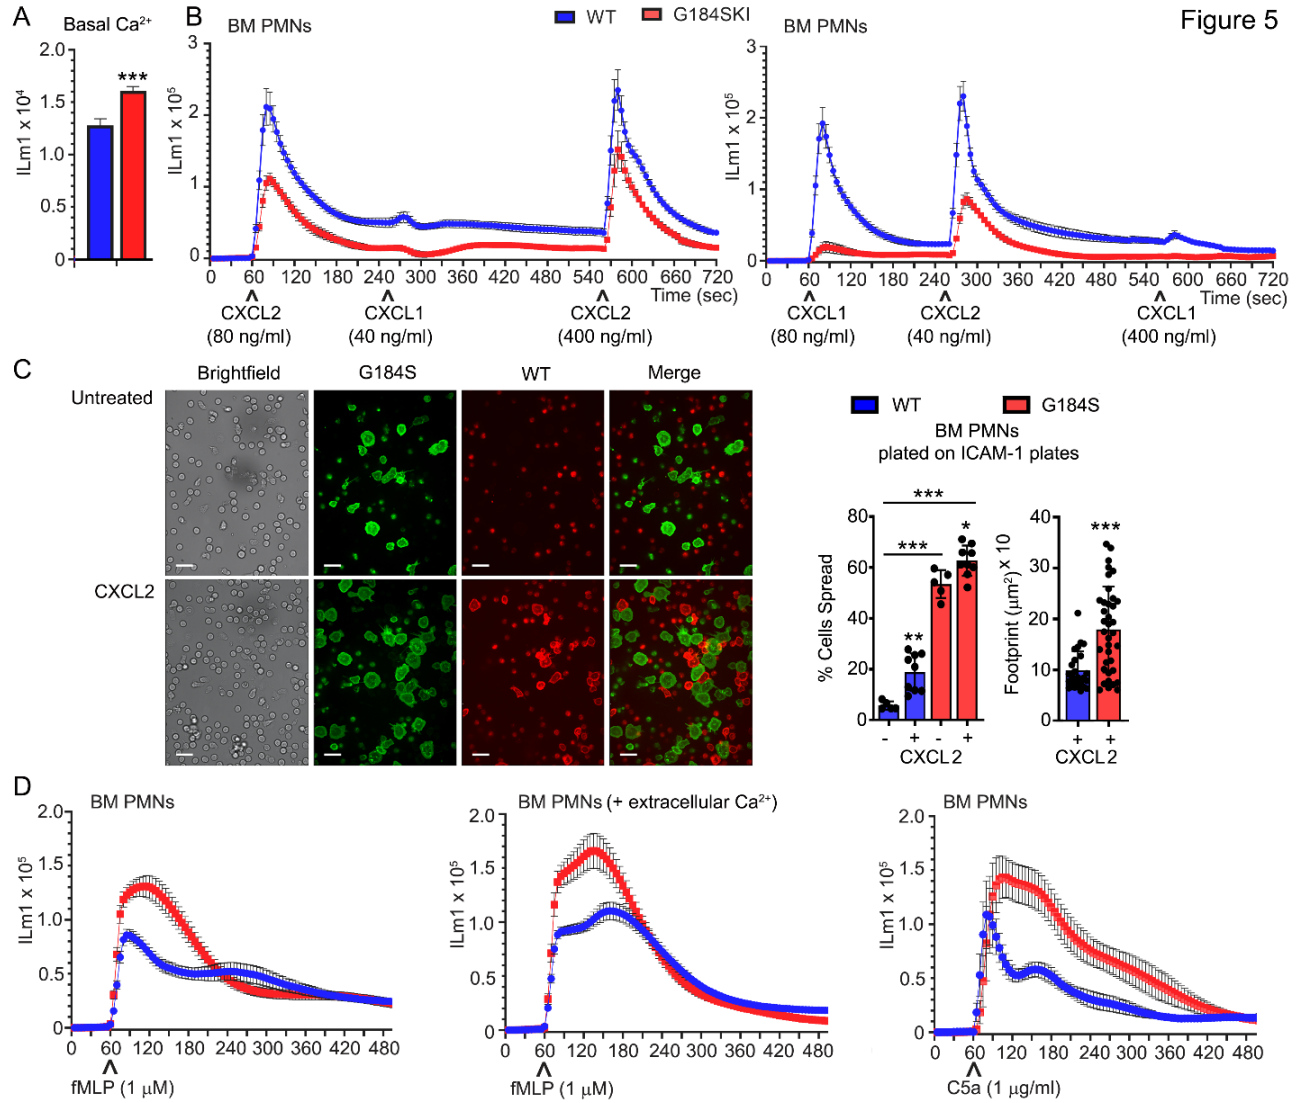 Figure 5
A
Basal Ca²⁺
ILm1 x 10⁴
2.0
1.5
1.0
0.5
0
***
B
WT
G184SKI
BM PMNs
ILm1 x 10⁵
3
2
1
0
0 60 120 180 240 300 360 420 480 540 600 720
Time (sec)
CXCL2
(80 ng/ml)
CXCL1
(40 ng/ml)
CXCL2
(400 ng/ml)
BM PMNs
ILm1 x 10⁵
3
2
1
0
0 60 120 180 240 300 360 420 480 540 600 720
Time (sec)
CXCL1
(80 ng/ml)
CXCL2
(40 ng/ml)
CXCL1
(400 ng/ml)
C
Brightfield
G184S
WT
Merge
Untreated
CXCL2
WT
G184S
BM PMNs
plated on ICAM-1 plates
% Cells Spread
80
60
40
20
0
***
***
*
**
- + - +
CXCL2
Footprint (μm²) x 10
40
30
20
10
0
***
+ +
CXCL2
D
BM PMNs
ILm1 x 10⁵
2.0
1.5
1.0
0.5
0
0 60 120 180 240 300 360 420 480
fMLP (1 μM)
BM PMNs (+ extracellular Ca²⁺)
ILm1 x 10⁵
2.0
1.5
1.0
0.5
0
0 60 120 180 240 300 360 420 480
fMLP (1 μM)
BM PMNs
ILm1 x 10⁵
2.0
1.5
1.0
0.5
0
0 60 120 180 240 300 360 420 480
C5a (1 μg/ml)